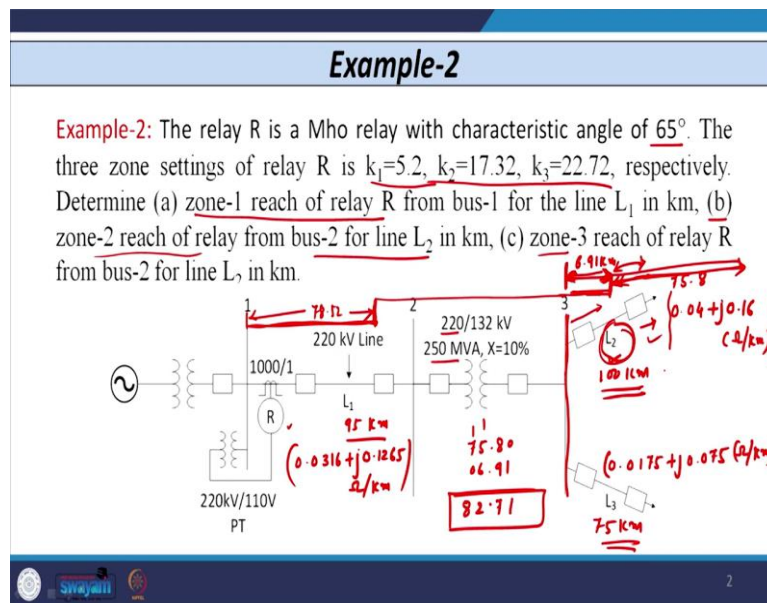 Example-2
Example-2: The relay R is a Mho relay with characteristic angle of 65°. The
three zone settings of relay R is k₁=5.2, k₂=17.32, k₃=22.72, respectively.
Determine (a) zone-1 reach of relay R from bus-1 for the line L₁ in km, (b)
zone-2 reach of relay from bus-2 for line L₂ in km, (c) zone-3 reach of relay R
from bus-2 for line L₂ in km.
6.91km
75.8
1
78.52
2
3
220 kV Line
220/132 kV
250 MVA, X=10%
0.04+j0.16
(Ω/km)
L₂
100 km
1000/1
R
L₁
95 km
(0.0316+j0.1265)
Ω/km
75.80
06.91
82.71
(0.0175+j0.075 (Ω/km)
L₃
75 km
220kV/110V
PT
swayam
2